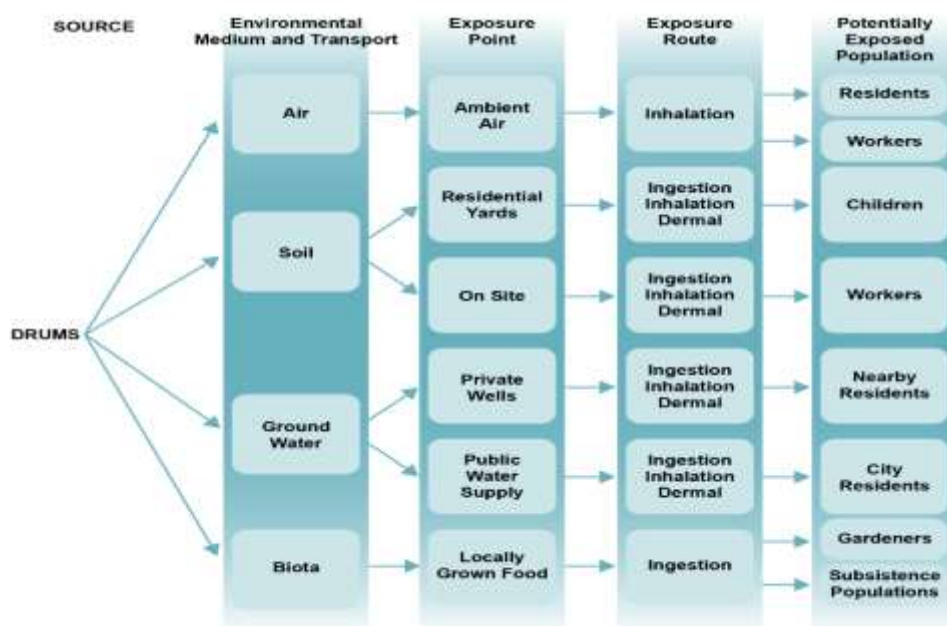 SOURCE
Environmental
Medium and Transport
Exposure
Point
Exposure
Route
Potentially
Exposed
Population
DRUMS
Air
Soil
Ground
Water
Biota
Ambient
Air
Residential
Yards
On Site
Private
Wells
Public
Water
Supply
Locally
Grown Food
Inhalation
Ingestion
Inhalation
Dermal
Ingestion
Inhalation
Dermal
Ingestion
Inhalation
Dermal
Ingestion
Inhalation
Dermal
Ingestion
Residents
Workers
Children
Workers
Nearby
Residents
City
Residents
Gardeners
Subsistence
Populations